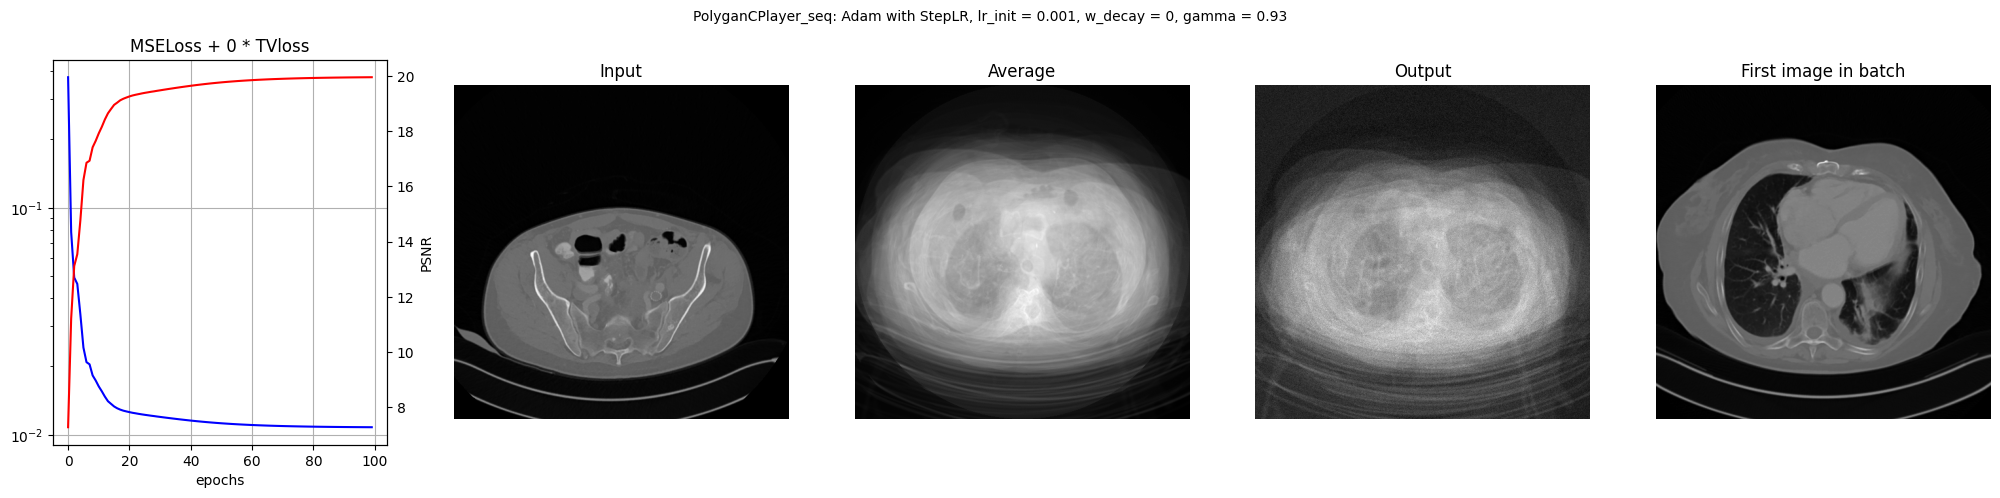 PolyganCPlayer_seq: Adam with StepLR, lr_init = 0.001, w_decay = 0, gamma = 0.93
MSELoss + 0 * TVloss
10⁻¹
10⁻²
0 20 40 60 80 100
epochs
20
18
16
14
12
10
8
PSNR
Input
Average
Output
First image in batch